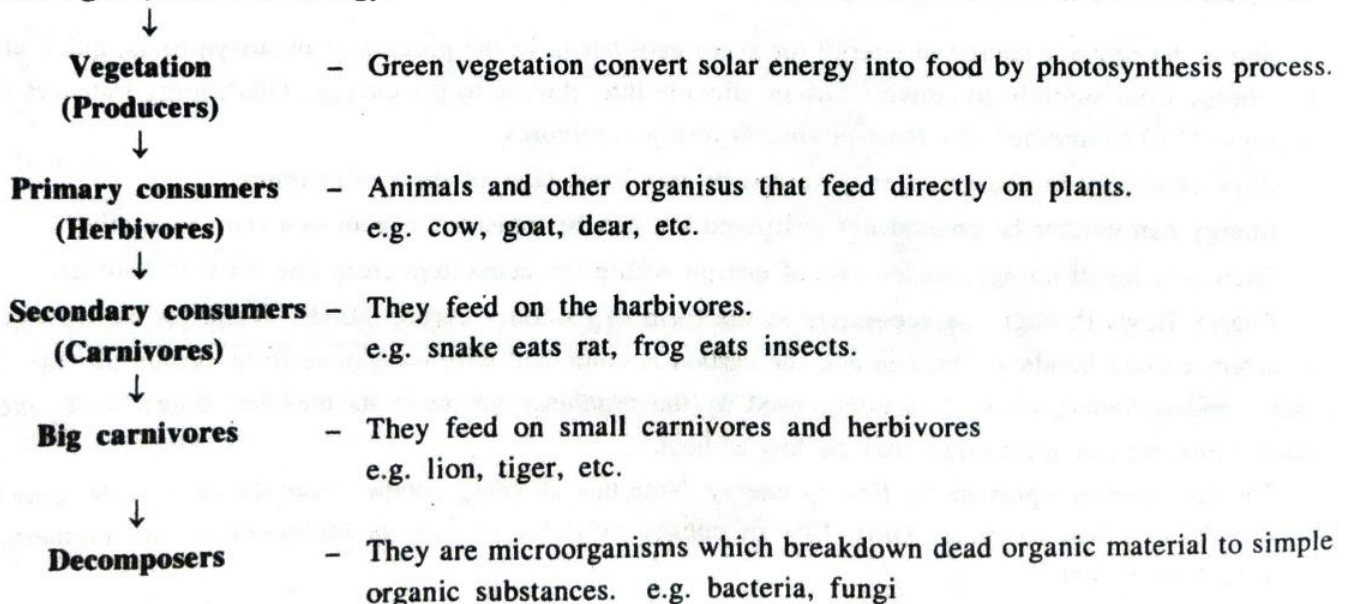 Vegetation – Green vegetation convert solar energy into food by photosynthesis process.
(Producers)
Primary consumers – Animals and other organisus that feed directly on plants.
(Herbivores) e.g. cow, goat, dear, etc.
Secondary consumers – They feed on the harbivores.
(Carnivores) e.g. snake eats rat, frog eats insects.
Big carnivores – They feed on small carnivores and herbivores
e.g. lion, tiger, etc.
Decomposers – They are microorganisms which breakdown dead organic material to simple
organic substances. e.g. bacteria, fungi